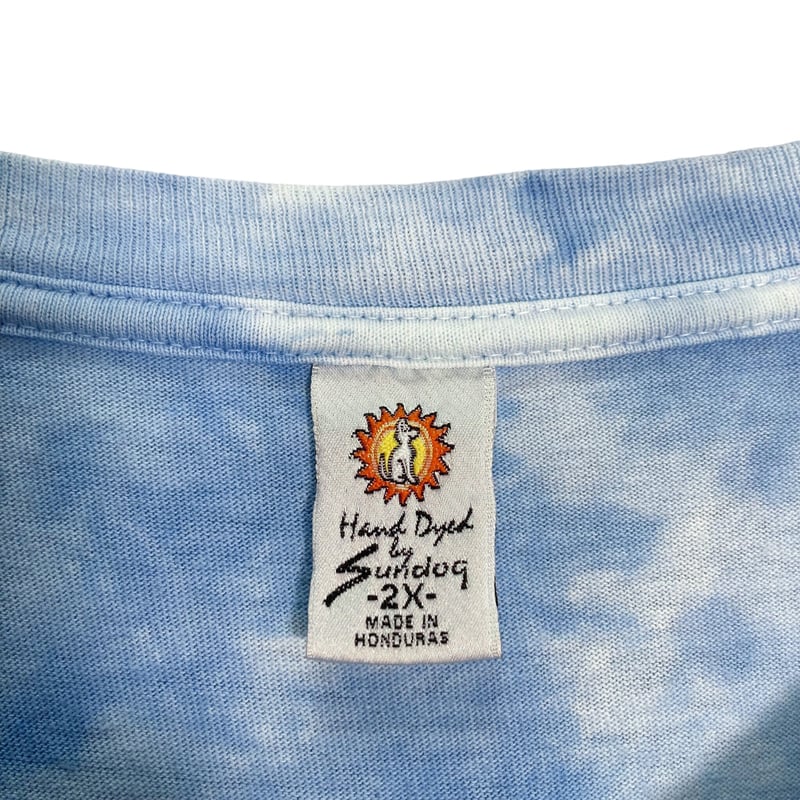 Hand Dyed
by
Sundog
-2X-
MADE IN
HONDURAS